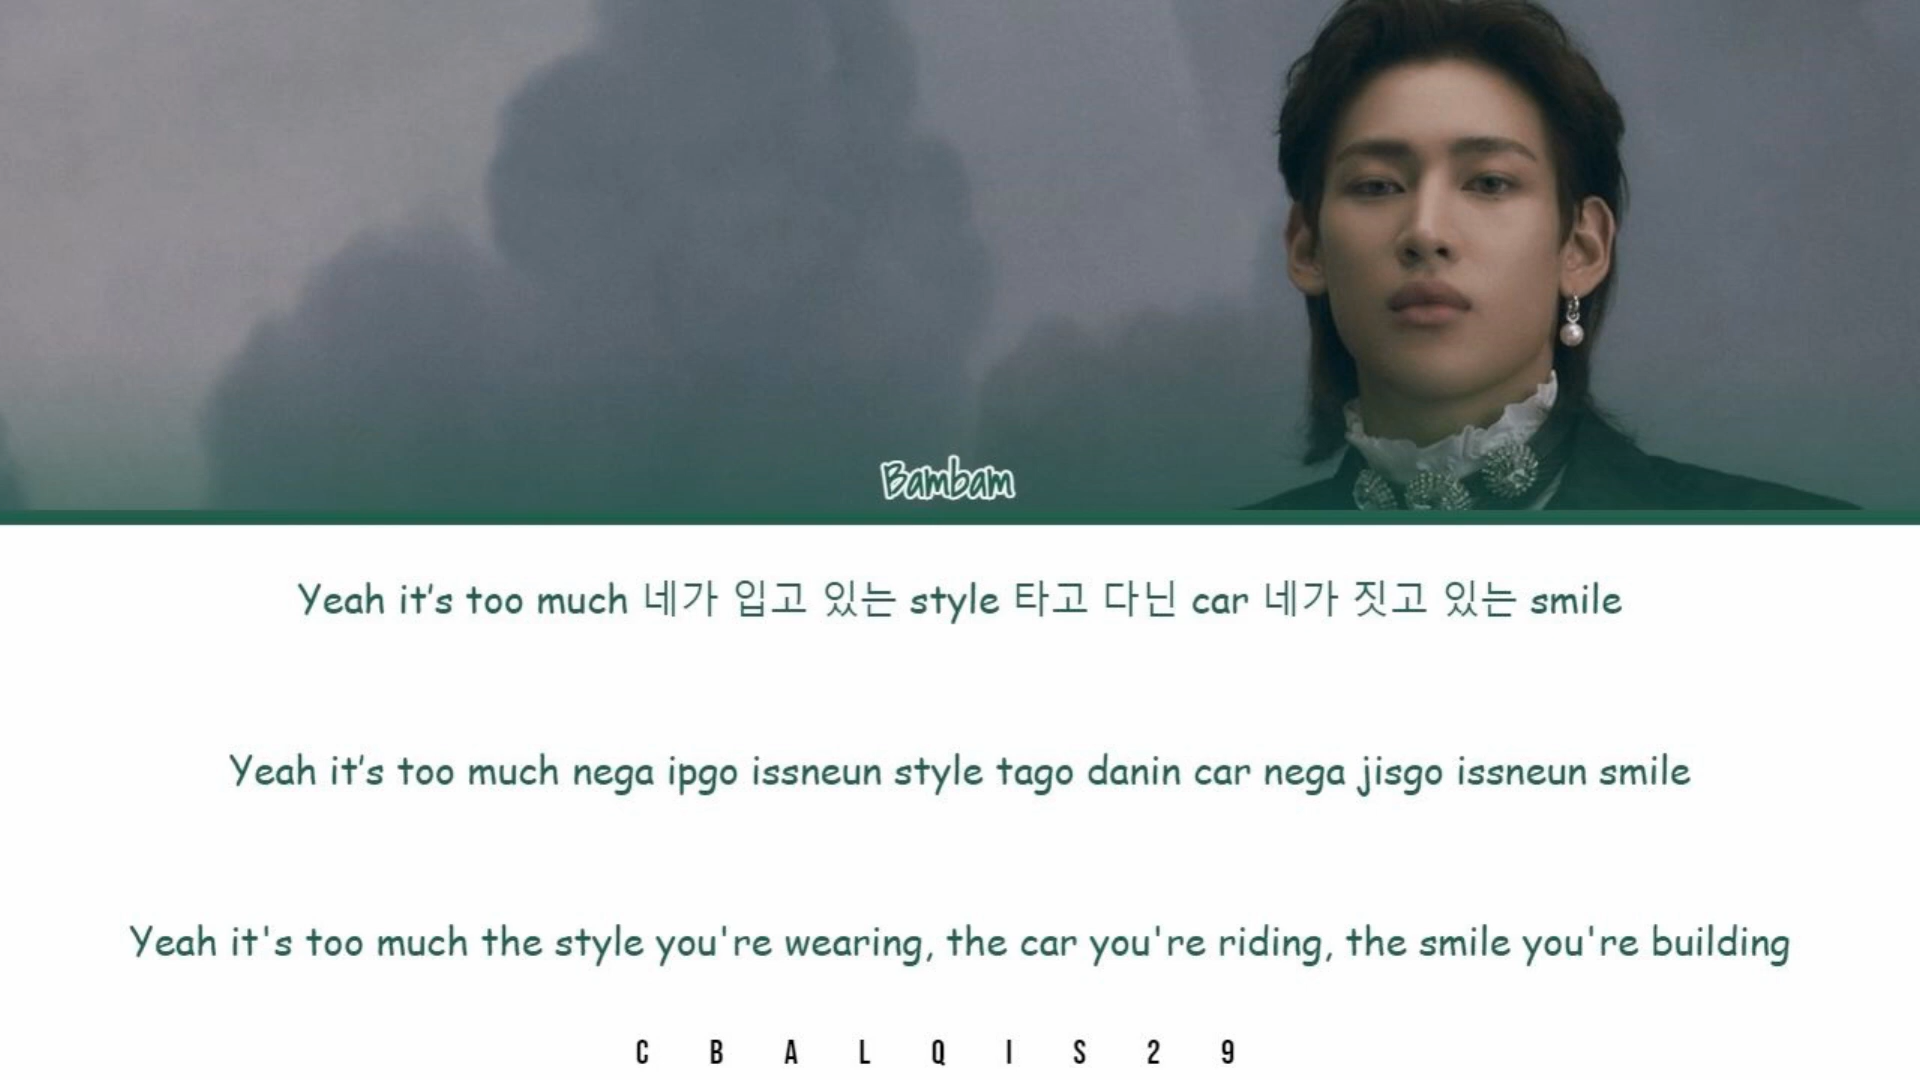 Bambam
Yeah it’s too much 네가 입고 있는 style 타고 다닌 car 네가 짓고 있는 smile
Yeah it’s too much nega ipgo issneun style tago danin car nega jisgo issneun smile
Yeah it's too much the style you're wearing, the car you're riding, the smile you're building
C B A L Q I S 2 9